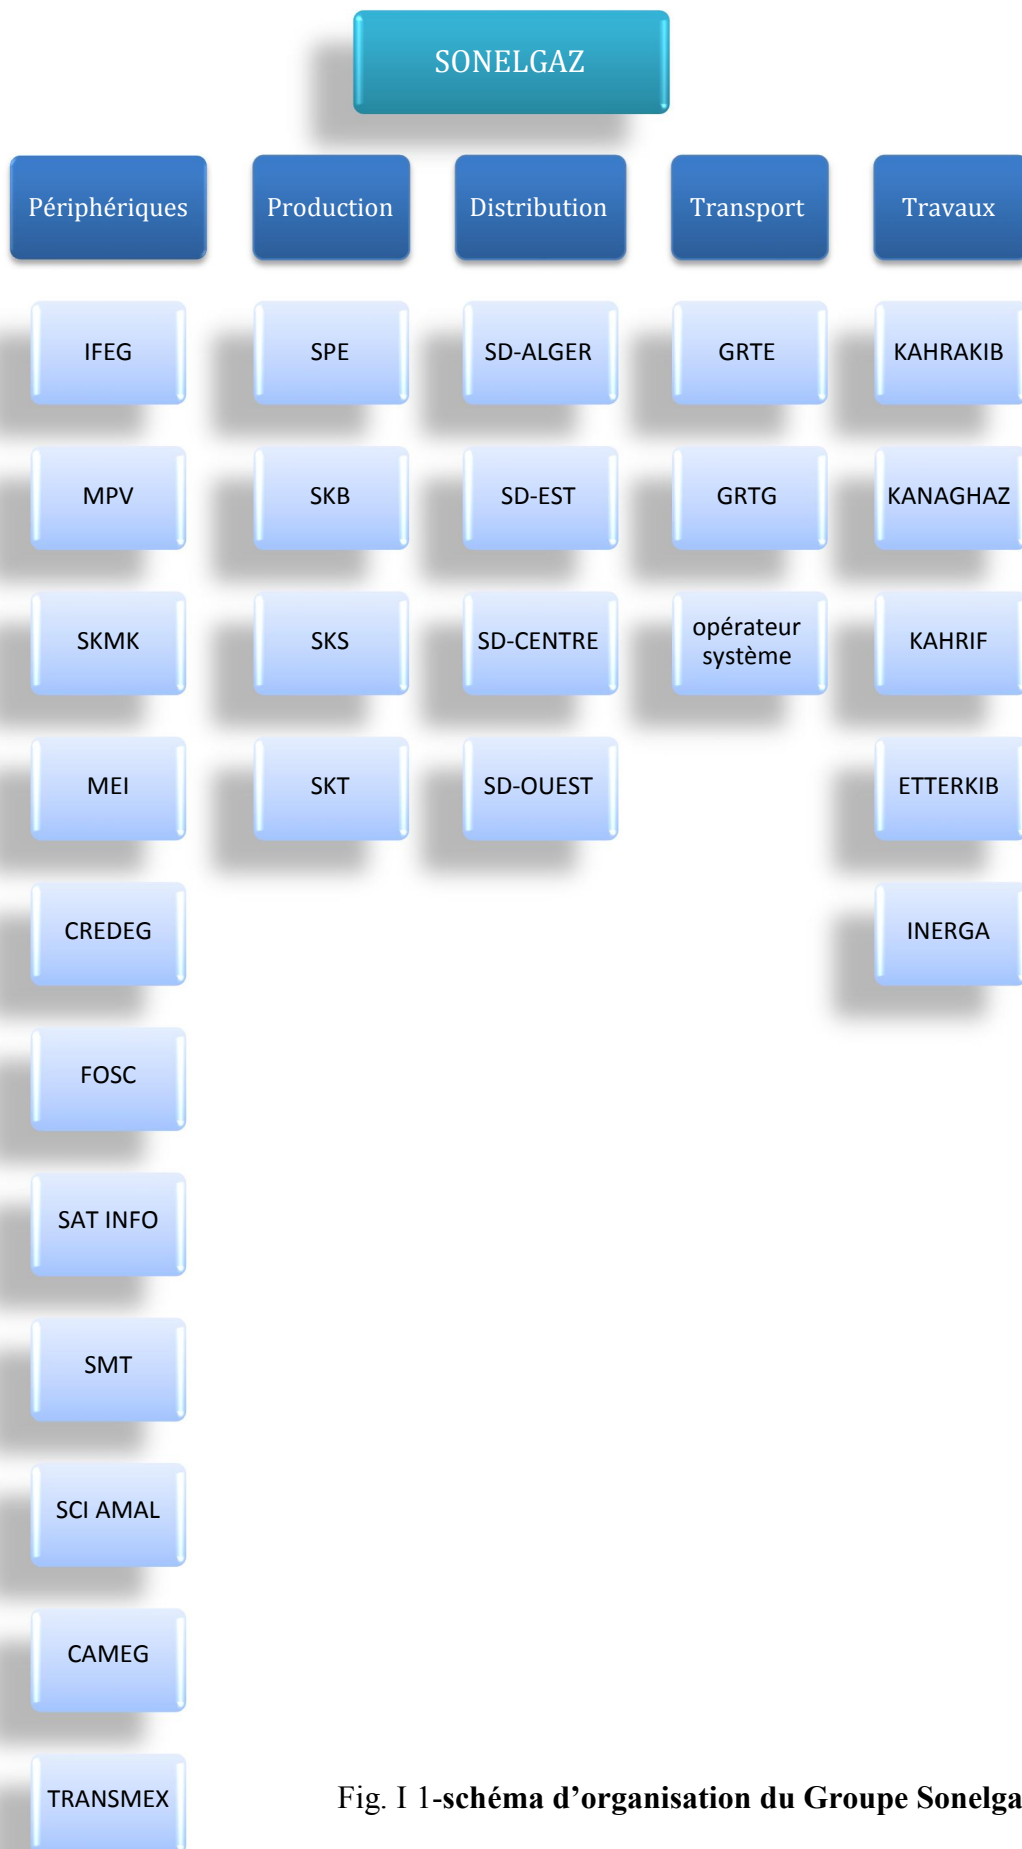 SONELGAZ
Périphériques
Production
Distribution
Transport
Travaux
IFEG
SPE
SD-ALGER
GRTE
KAHRAKIB
MPV
SKB
SD-EST
GRTG
KANAGHAZ
SKMK
SKS
SD-CENTRE
opérateur
système
KAHRIF
MEI
SKT
SD-OUEST
ETTERKIB
CREDEG
INERGA
FOSC
SAT INFO
SMT
SCI AMAL
CAMEG
TRANSMEX
Fig. I 1-schéma d’organisation du Groupe Sonelga